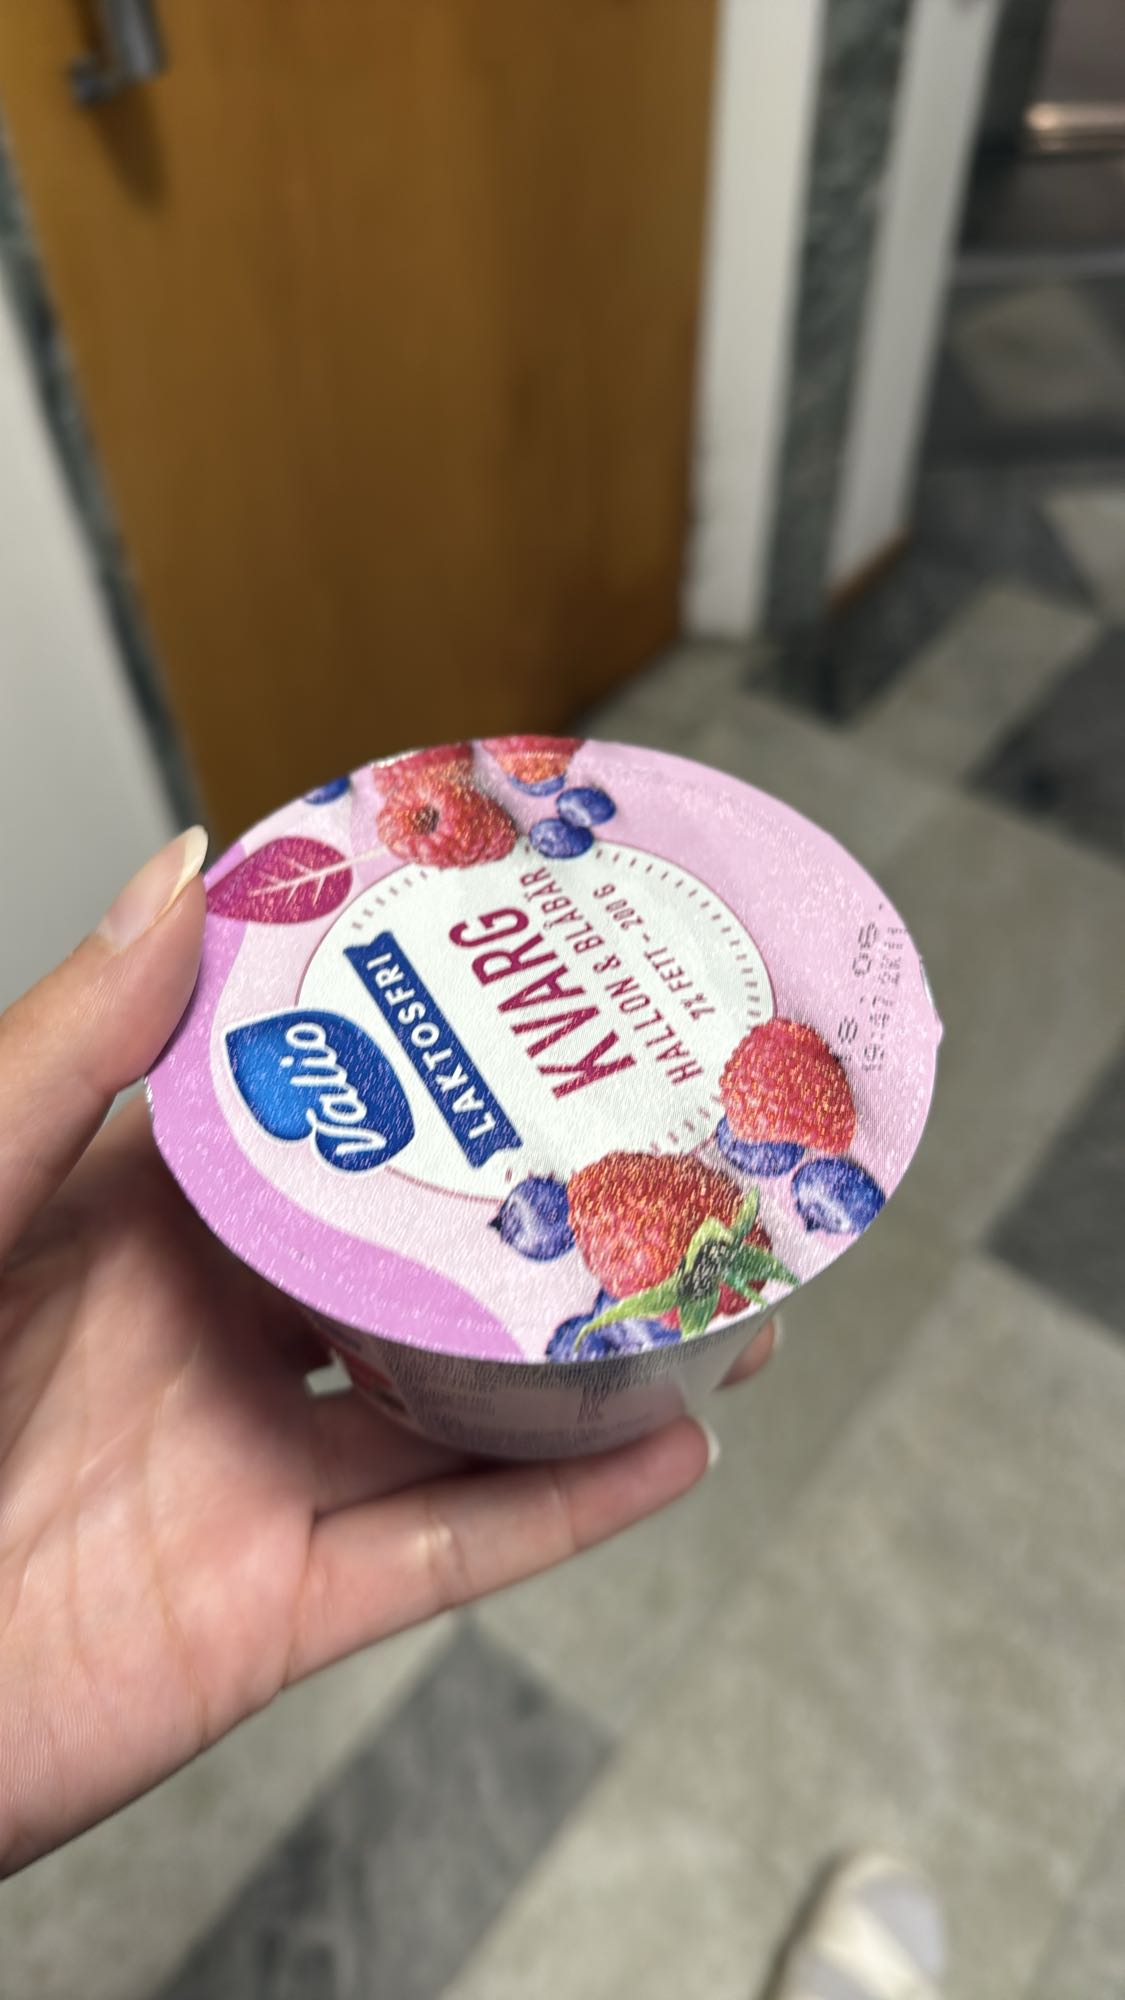 Valio
LAKTOSFRI
KVARG
HALLON & BLÅBÄR
7% FETT – 200 G